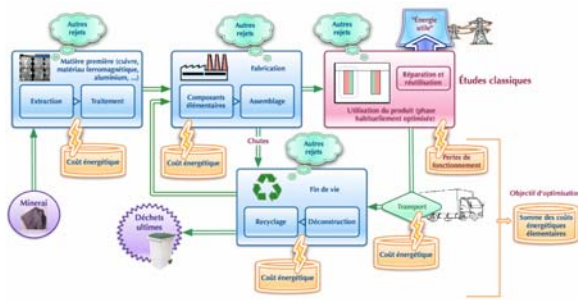 Autres
rejets
Autres
rejets
Autres
rejets
"Énergie
utile"
Matière première (cuivre,
matériau ferromagnétique,
aluminium, ...)
Extraction
Traitement
Fabrication
Composants
élémentaires
Assemblage
Réparation et
réutilisation
Utilisation du produit (phase
habituellement optimisée)
Études classiques
Coût énergétique
Coût énergétique
Pertes de
fonctionnement
Chutes
Autres
rejets
Minerai
Fin de vie
Recyclage
Déconstruction
Déchets
ultimes
Transport
Coût énergétique
Coût énergétique
Objectif d'optimisation
Somme des coûts
énergétiques
élémentaires